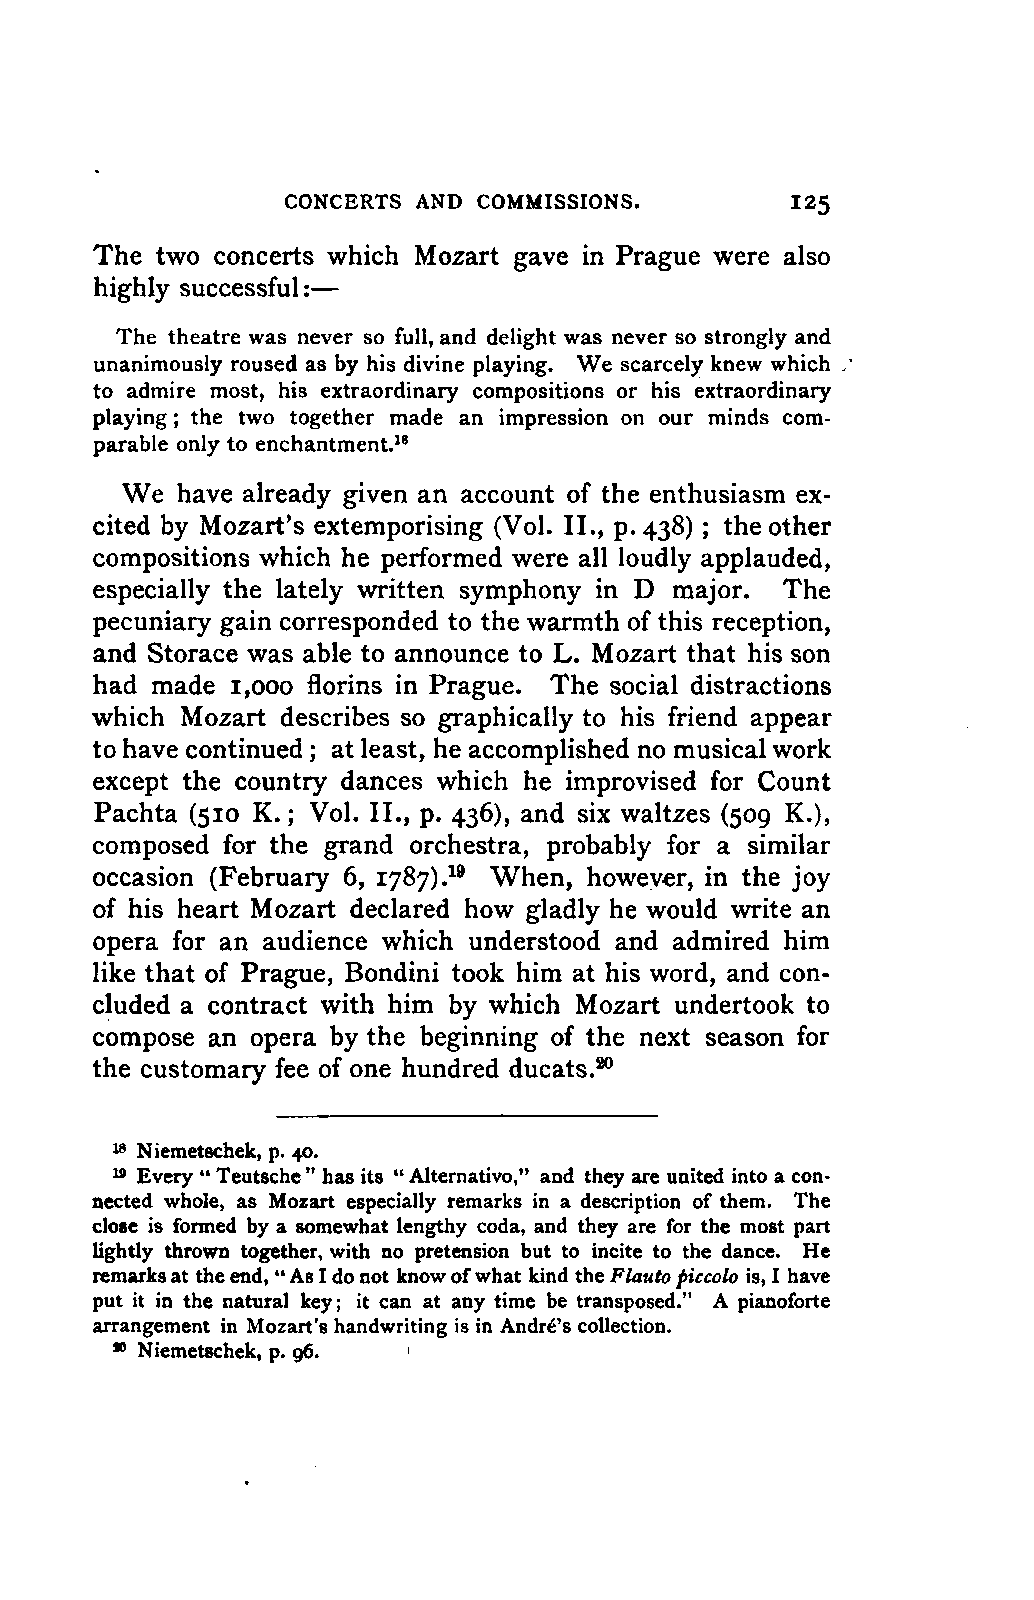 CONCERTS AND COMMISSIONS. 125
The two concerts which Mozart gave in Prague were also
highly successful:—
The theatre was never so full, and delight was never so strongly and
unanimously roused as by his divine playing. We scarcely knew which
to admire most, his extraordinary compositions or his extraordinary
playing; the two together made an impression on our minds com-
parable only to enchantment.¹⁸
We have already given an account of the enthusiasm ex-
cited by Mozart's extemporising (Vol. II., p. 438); the other
compositions which he performed were all loudly applauded,
especially the lately written symphony in D major. The
pecuniary gain corresponded to the warmth of this reception,
and Storace was able to announce to L. Mozart that his son
had made 1,000 florins in Prague. The social distractions
which Mozart describes so graphically to his friend appear
to have continued; at least, he accomplished no musical work
except the country dances which he improvised for Count
Pachta (510 K.; Vol. II., p. 436), and six waltzes (509 K.),
composed for the grand orchestra, probably for a similar
occasion (February 6, 1787).¹⁹ When, however, in the joy
of his heart Mozart declared how gladly he would write an
opera for an audience which understood and admired him
like that of Prague, Bondini took him at his word, and con-
cluded a contract with him by which Mozart undertook to
compose an opera by the beginning of the next season for
the customary fee of one hundred ducats.²⁰
¹⁸ Niemetschek, p. 40.
¹⁹ Every "Teutsche" has its "Alternativo," and they are united into a con-
nected whole, as Mozart especially remarks in a description of them. The
close is formed by a somewhat lengthy coda, and they are for the most part
lightly thrown together, with no pretension but to incite to the dance. He
remarks at the end, "As I do not know of what kind the Flauto piccolo is, I have
put it in the natural key; it can at any time be transposed." A pianoforte
arrangement in Mozart's handwriting is in André's collection.
²⁰ Niemetschek, p. 96.